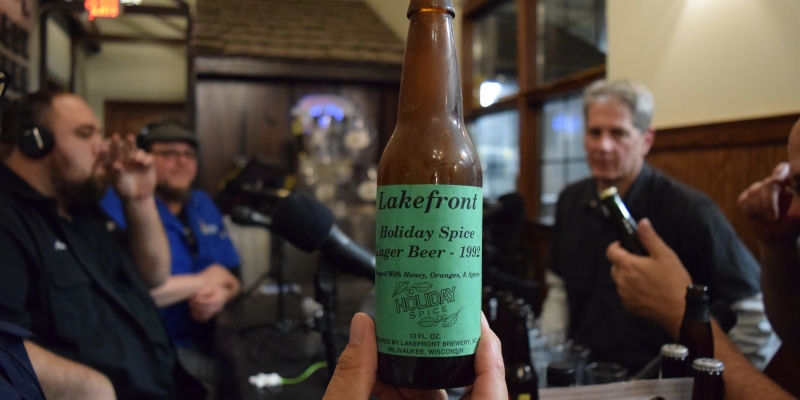 Lakefront
Holiday Spice
Lager Beer - 1992
With Honey, Oranges, & Spices
HOLIDAY
SPICE
12 FL. OZ.
BY LAKEFRONT BREWERY, INC.
MILWAUKEE, WISCONSIN